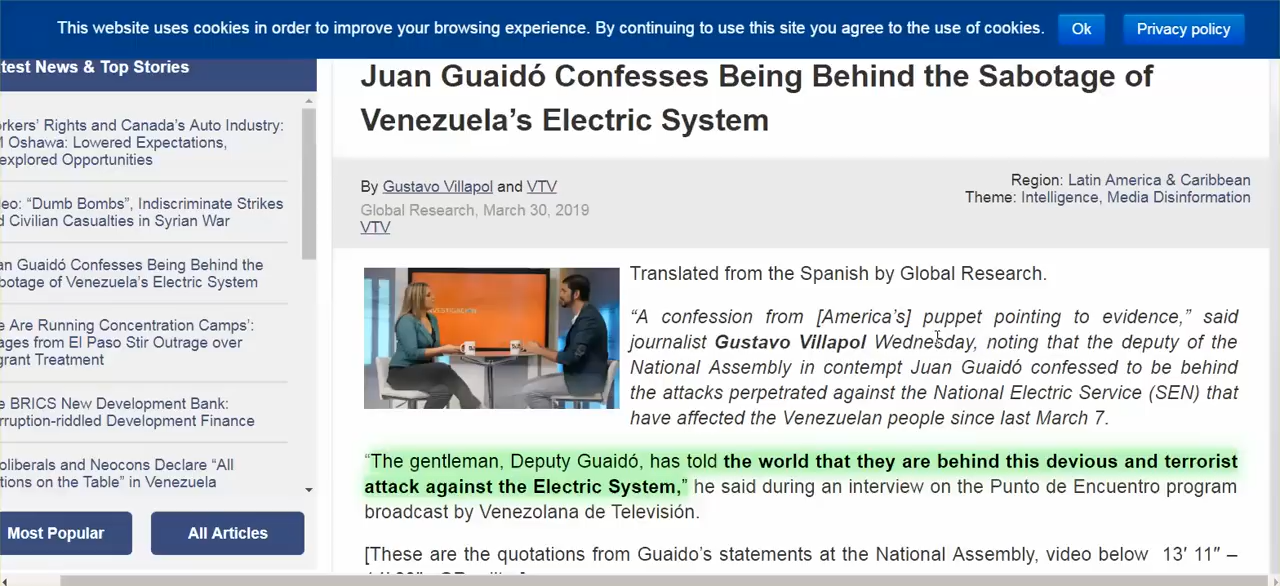 This website uses cookies in order to improve your browsing experience. By continuing to use this site you agree to the use of cookies.
Ok
Privacy policy
test News & Top Stories
rkers' Rights and Canada's Auto Industry:
M Oshawa: Lowered Expectations,
explored Opportunities
eo: "Dumb Bombs", Indiscriminate Strikes
d Civilian Casualties in Syrian War
an Guaidó Confesses Being Behind the
botage of Venezuela's Electric System
e Are Running Concentration Camps':
ages from El Paso Stir Outrage over
grant Treatment
e BRICS New Development Bank:
rruption-riddled Development Finance
oliberals and Neocons Declare "All
tions on the Table" in Venezuela
Most Popular
All Articles
Juan Guaidó Confesses Being Behind the Sabotage of
Venezuela's Electric System
By Gustavo Villapol and VTV
Global Research, March 30, 2019
VTV
Region: Latin America & Caribbean
Theme: Intelligence, Media Disinformation
Translated from the Spanish by Global Research.
"A confession from [America's] puppet pointing to evidence," said
journalist Gustavo Villapol Wednesday, noting that the deputy of the
National Assembly in contempt Juan Guaidó confessed to be behind
the attacks perpetrated against the National Electric Service (SEN) that
have affected the Venezuelan people since last March 7.
"The gentleman, Deputy Guaidó, has told the world that they are behind this devious and terrorist
attack against the Electric System," he said during an interview on the Punto de Encuentro program
broadcast by Venezolana de Televisión.
[These are the quotations from Guaido's statements at the National Assembly, video below 13′ 11″ –